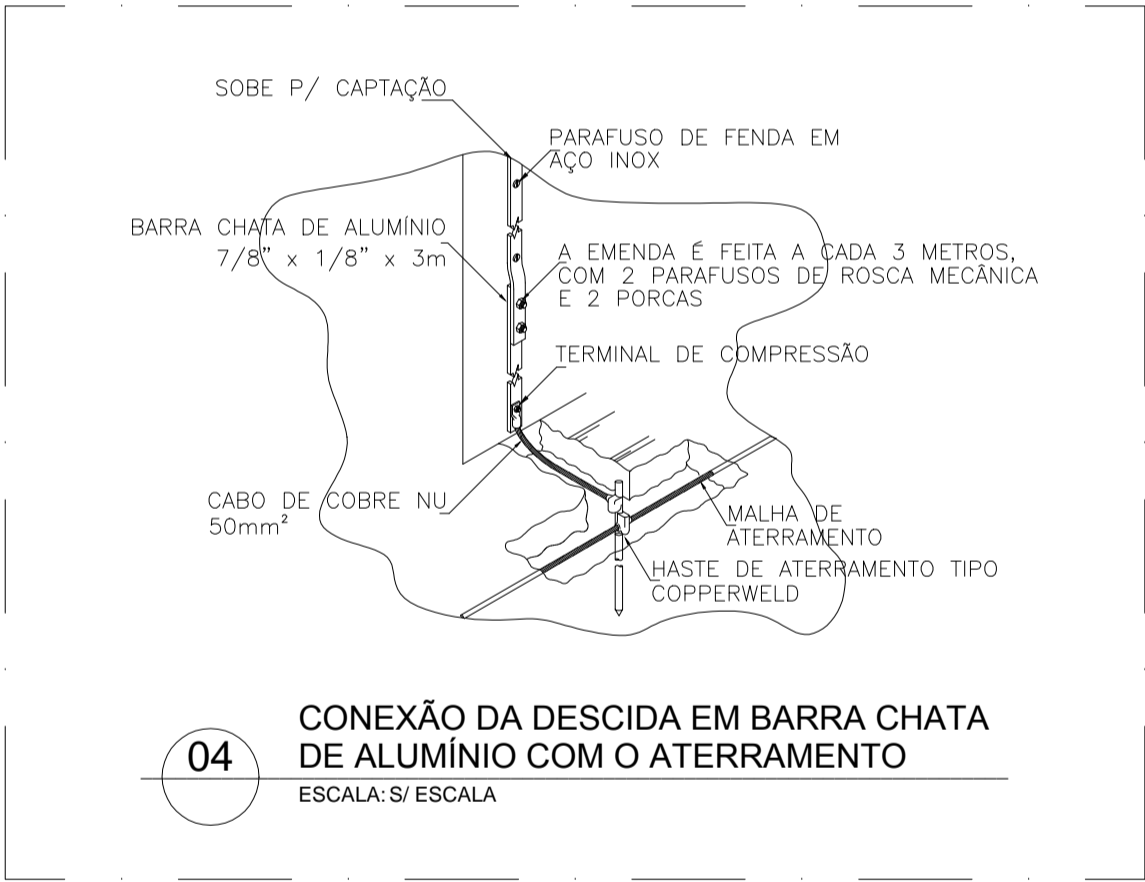 SOBE P/ CAPTAÇÃO
PARAFUSO DE FENDA EM
AÇO INOX
BARRA CHATA DE ALUMÍNIO
7/8" x 1/8" x 3m
A EMENDA É FEITA A CADA 3 METROS,
COM 2 PARAFUSOS DE ROSCA MECÂNICA
E 2 PORCAS
TERMINAL DE COMPRESSÃO
CABO DE COBRE NU
50mm²
MALHA DE
ATERRAMENTO
HASTE DE ATERRAMENTO TIPO
COPPERWELD
04
CONEXÃO DA DESCIDA EM BARRA CHATA
DE ALUMÍNIO COM O ATERRAMENTO
ESCALA: S/ ESCALA